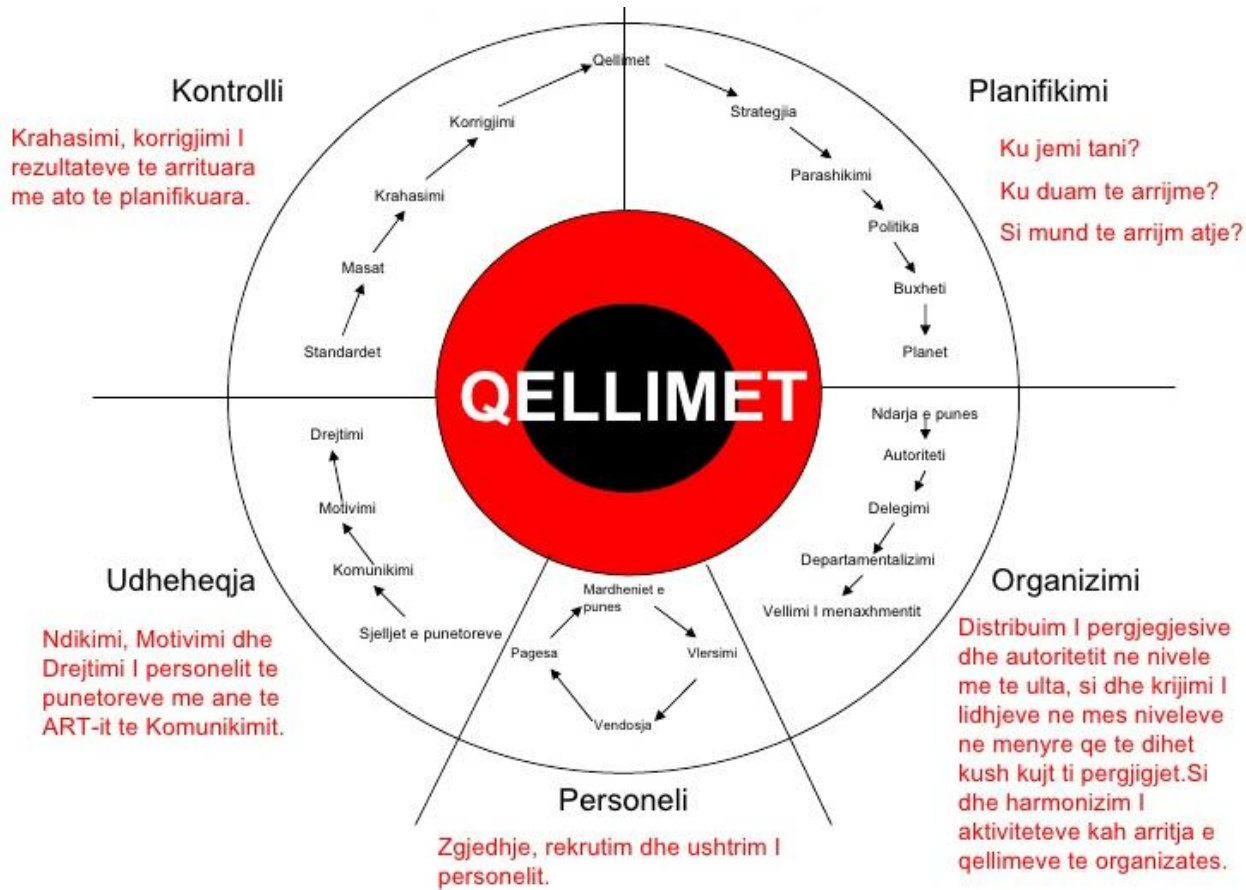 Kontrolli
Krahasimi, korrigjimi I
rezultateve te arrituara
me ato te planifikuara.
Planifikimi
Ku jemi tani?
Ku duam te arrijme?
Si mund te arrijm atje?
Qellimet
Strategjia
Parashikimi
Politika
Buxheti
Planet
Korrigjimi
Krahasimi
Masat
Standardet
QELLIMET
Ndarja e punes
Autoriteti
Delegimi
Departamentalizimi
Vellimi I menaxhmentit
Organizimi
Distribuim I pergjegjesive
dhe autoritetit ne nivele
me te ulta, si dhe krijimi I
lidhjeve ne mes niveleve
ne menyre qe te dihet
kush kujt ti pergjigjet.Si
dhe harmonizim I
aktiviteteve kah arritja e
qellimeve te organizates.
Mardheniet e
punes
Vlersimi
Vendosja
Pagesa
Personeli
Zgjedhje, rekrutim dhe ushtrim I
personelit.
Drejtimi
Motivimi
Komunikimi
Sjelljet e punetoreve
Udheheqja
Ndikimi, Motivimi dhe
Drejtimi I personelit te
punetoreve me ane te
ART-it te Komunikimit.